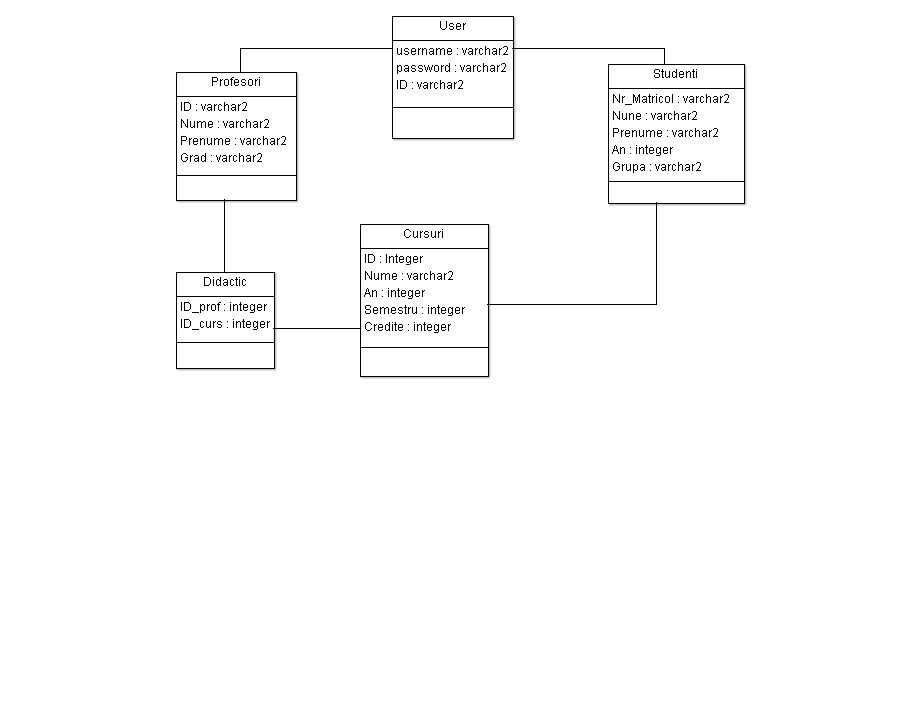 User
username : varchar2
password : varchar2
ID : varchar2
Profesori
ID : varchar2
Nume : varchar2
Prenume : varchar2
Grad : varchar2
Studenti
Nr_Matricol : varchar2
Nune : varchar2
Prenume : varchar2
An : integer
Grupa : varchar2
Cursuri
ID : Integer
Nume : varchar2
An : integer
Semestru : integer
Credite : integer
Didactic
ID_prof : integer
ID_curs : integer